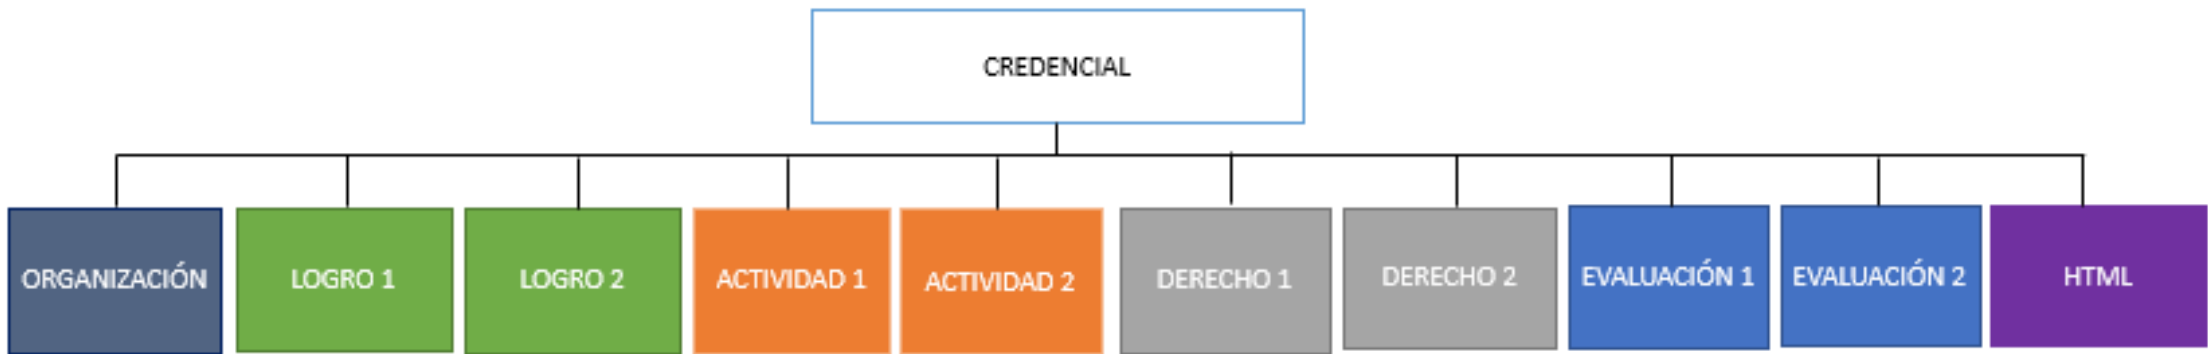 CREDENCIAL
ORGANIZACIÓN
LOGRO 1
LOGRO 2
ACTIVIDAD 1
ACTIVIDAD 2
DERECHO 1
DERECHO 2
EVALUACIÓN 1
EVALUACIÓN 2
HTML